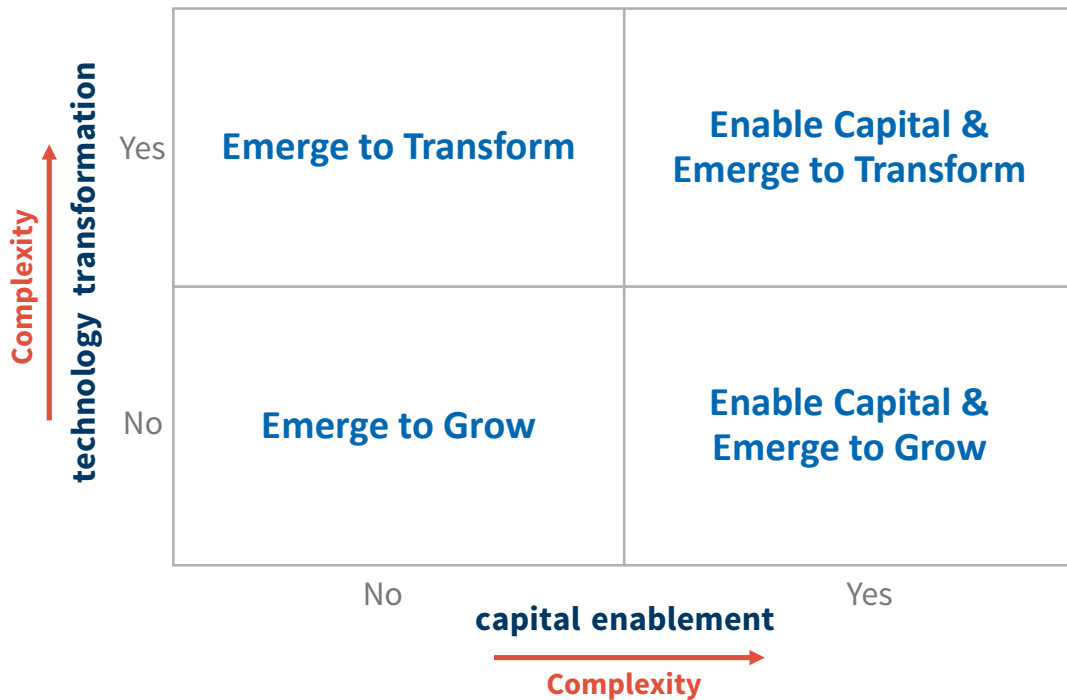 Complexity
technology transformation
Yes
Emerge to Transform
Enable Capital &
Emerge to Transform
No
Emerge to Grow
Enable Capital &
Emerge to Grow
No
Yes
capital enablement
Complexity